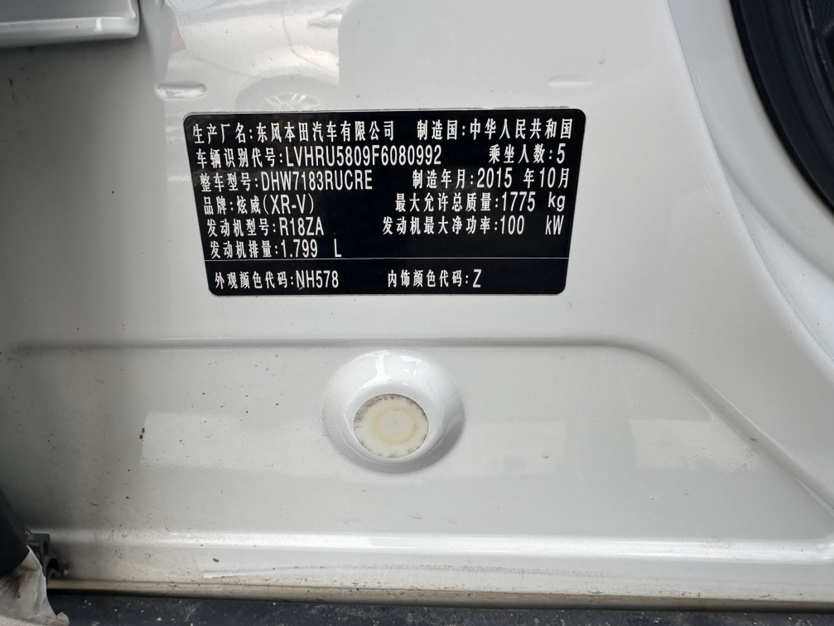 生产厂名:东风本田汽车有限公司 制造国:中华人民共和国
车辆识别代号:LVHRU5809F6080992 乘坐人数:5
整车型号:DHW7183RUCRE 制造年月:2015 年10月
品牌:炫威(XR-V) 最大允许总质量:1775 kg
发动机型号:R18ZA 发动机最大净功率:100 kW
发动机排量:1.799 L
外观颜色代码:NH578 内饰颜色代码:Z